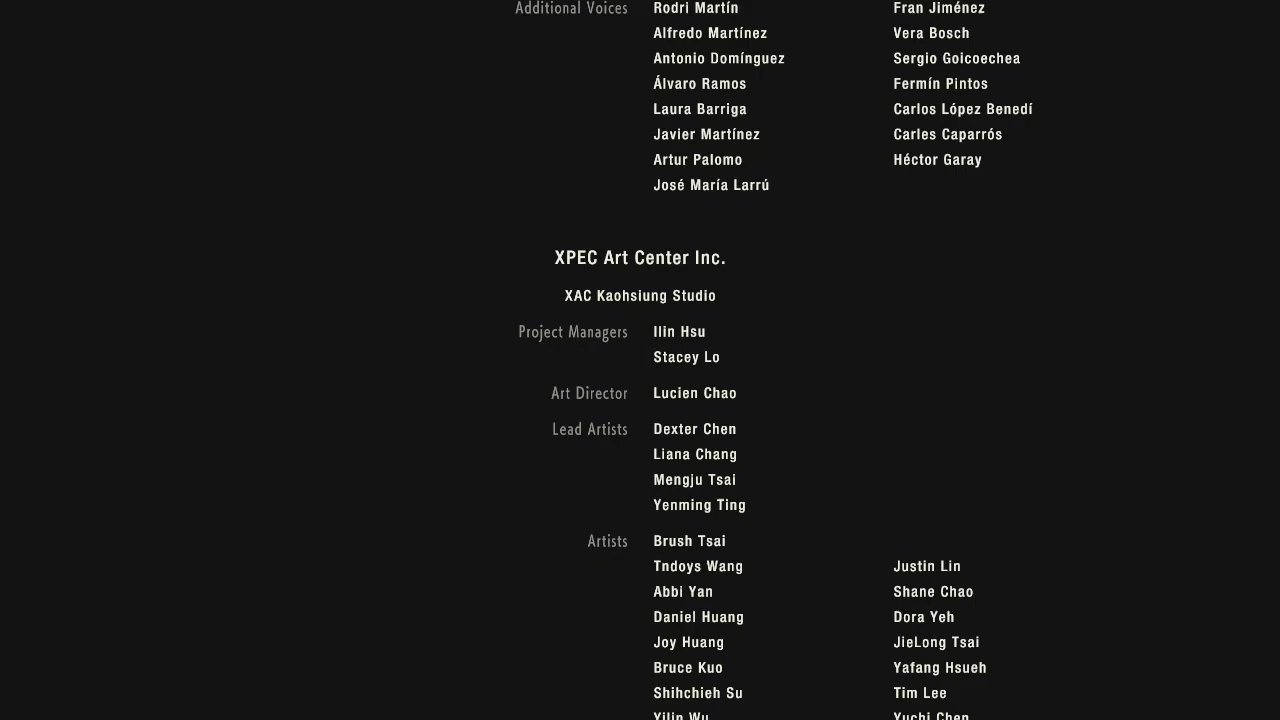 Additional Voices Rodri Martín Fran Jiménez
Alfredo Martínez Vera Bosch
Antonio Domínguez Sergio Goicoechea
Álvaro Ramos Fermín Pintos
Laura Barriga Carlos López Benedí
Javier Martínez Carles Caparrós
Artur Palomo Héctor Garay
José María Larrú
XPEC Art Center Inc.
XAC Kaohsiung Studio
Project Managers Ilin Hsu
Stacey Lo
Art Director Lucien Chao
Lead Artists Dexter Chen
Liana Chang
Mengju Tsai
Yenming Ting
Artists Brush Tsai
Tndoys Wang Justin Lin
Abbi Yan Shane Chao
Daniel Huang Dora Yeh
Joy Huang JieLong Tsai
Bruce Kuo Yafang Hsueh
Shihchieh Su Tim Lee
Yilin Wu Yuchi Chen